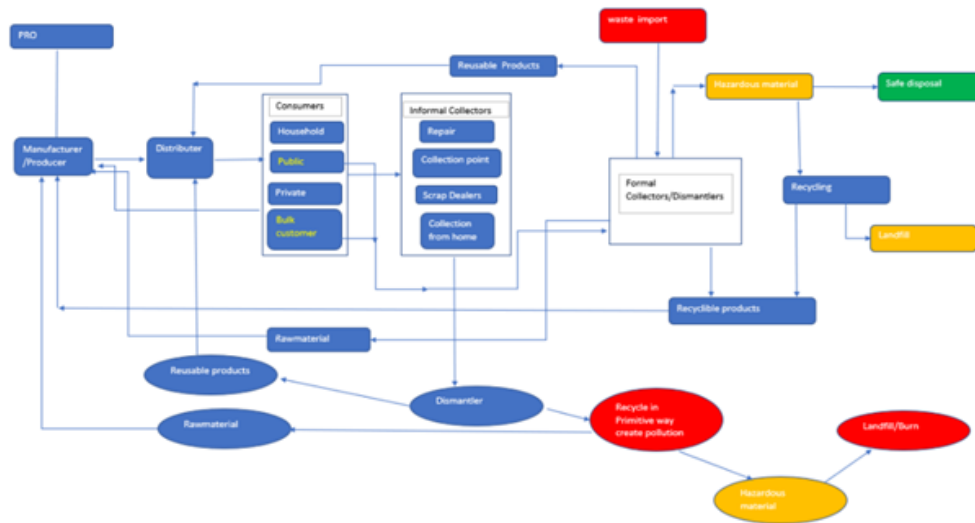 waste import
PRO
Reusable Products
Hazardous material
Safe disposal
Consumers
Informal Collectors
Household
Repair
Manufacturer
/Producer
Distributer
Public
Collection point
Formal
Collectors/Dismantlers
Recycling
Private
Scrap Dealers
Bulk
customer
Collection
from home
Landfill
Recyclible products
Rawmaterial
Reusable products
Dismantler
Recycle in
Primitive way
create pollution
Landfill/Burn
Rawmaterial
Hazardous
material